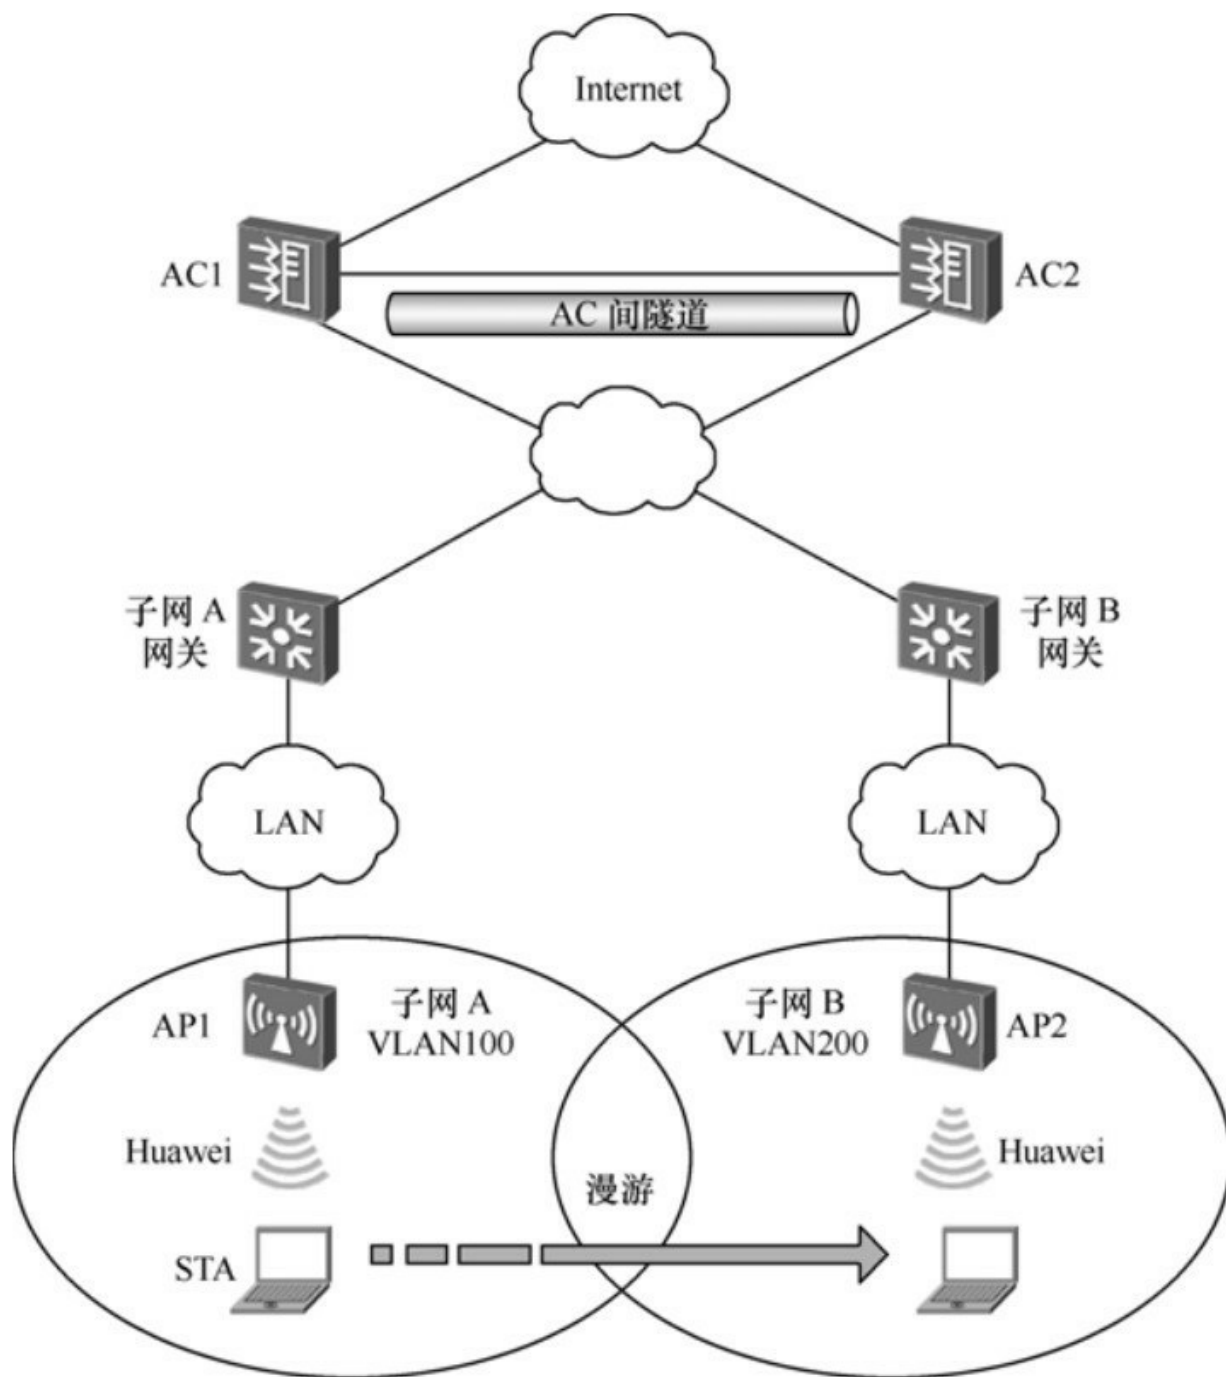 Internet
AC1
AC2
AC 间隧道
子网 A
网关
子网 B
网关
LAN
LAN
AP1
子网 A
VLAN100
子网 B
VLAN200
AP2
Huawei
Huawei
漫游
STA